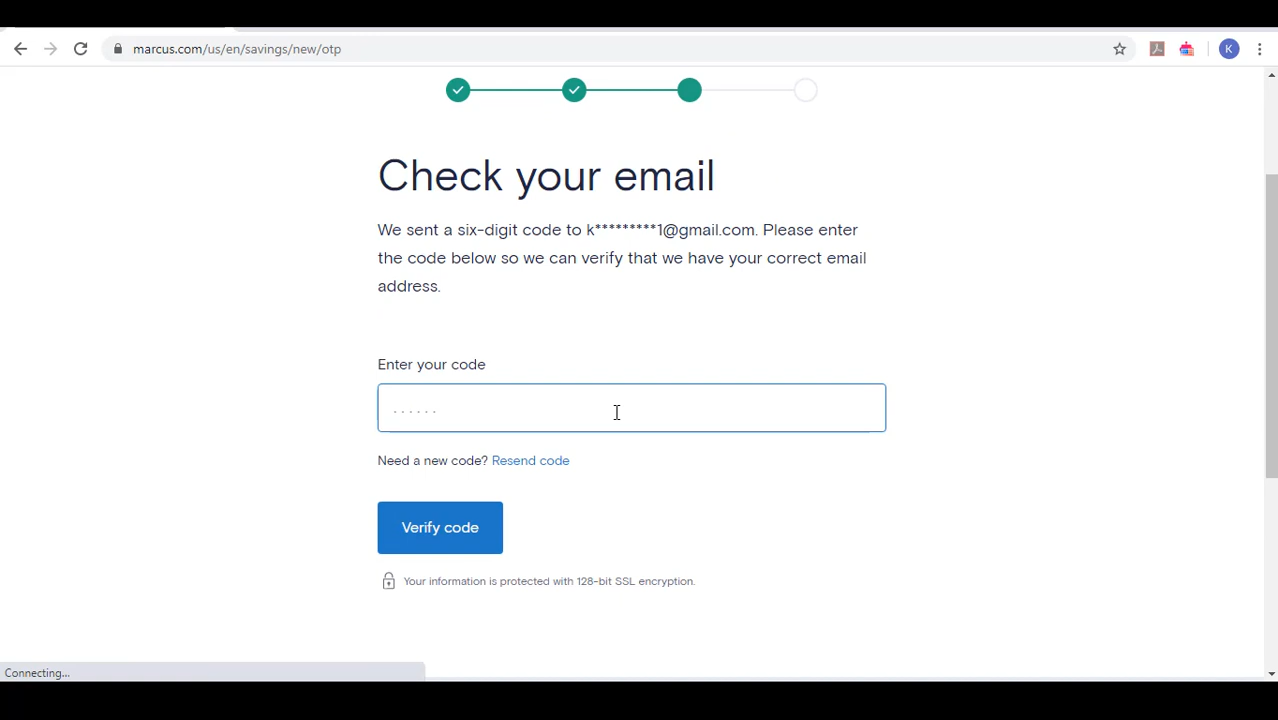 marcus.com/us/en/savings/new/otp
K
Check your email
We sent a six-digit code to k*********1@gmail.com. Please enter
the code below so we can verify that we have your correct email
address.
Enter your code
Need a new code? Resend code
Verify code
Your information is protected with 128-bit SSL encryption.
Connecting...